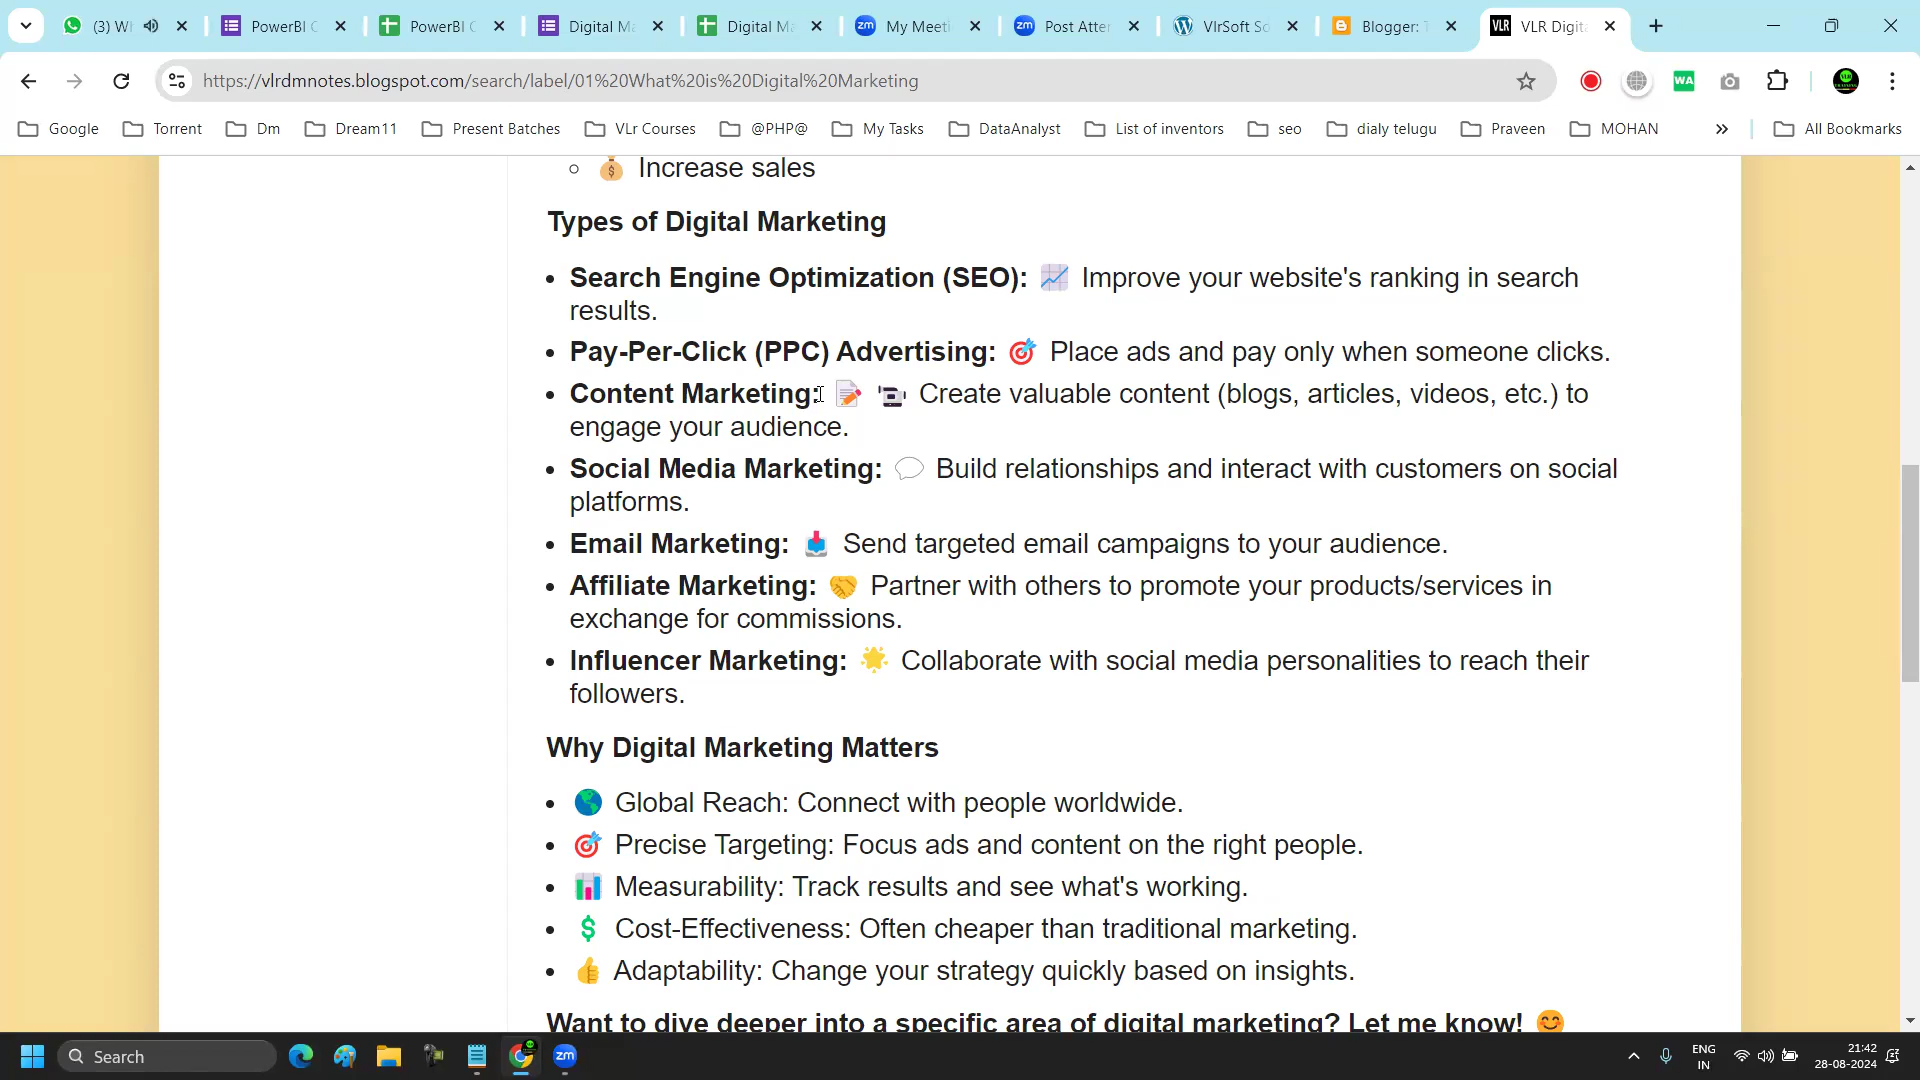 (3) Wh
PowerBI C
PowerBI C
Digital Ma
Digital Ma
My Meeti
Post Atter
VlrSoft So
Blogger: T
VLR Digita
https://vlrdmnotes.blogspot.com/search/label/01%20What%20is%20Digital%20Marketing
WA
Google
Torrent
Dm
Dream11
Present Batches
VLr Courses
@PHP@
My Tasks
DataAnalyst
List of inventors
seo
dialy telugu
Praveen
MOHAN
All Bookmarks
Increase sales
Types of Digital Marketing
Search Engine Optimization (SEO): 📈 Improve your website's ranking in search
results.
Pay-Per-Click (PPC) Advertising: 🎯 Place ads and pay only when someone clicks.
Content Marketing: 📝 📹 Create valuable content (blogs, articles, videos, etc.) to
engage your audience.
Social Media Marketing: 💬 Build relationships and interact with customers on social
platforms.
Email Marketing: 📥 Send targeted email campaigns to your audience.
Affiliate Marketing: 🤝 Partner with others to promote your products/services in
exchange for commissions.
Influencer Marketing: 🌟 Collaborate with social media personalities to reach their
followers.
Why Digital Marketing Matters
🌎 Global Reach: Connect with people worldwide.
🎯 Precise Targeting: Focus ads and content on the right people.
📊 Measurability: Track results and see what's working.
💲 Cost-Effectiveness: Often cheaper than traditional marketing.
👍 Adaptability: Change your strategy quickly based on insights.
Want to dive deeper into a specific area of digital marketing? Let me know! 😊
Search
zm
ENG
IN
21:42
28-08-2024